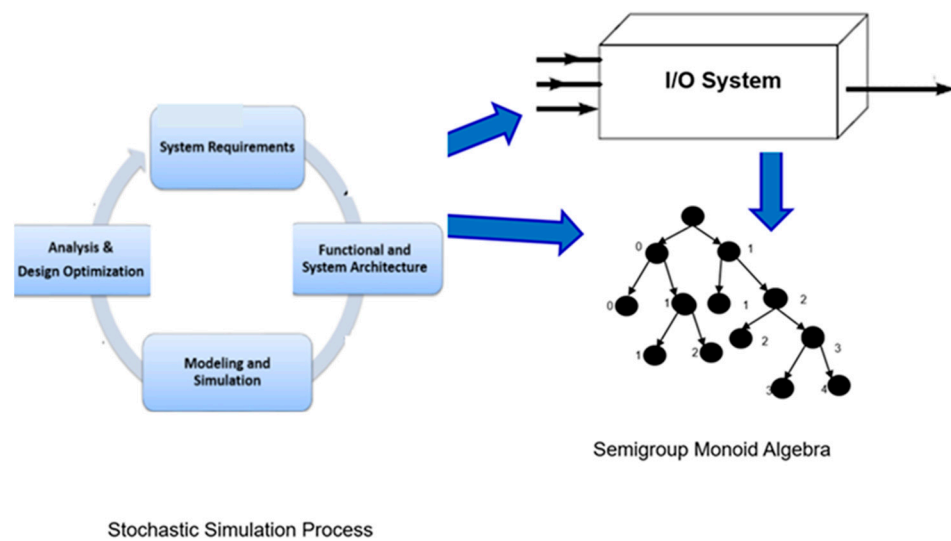 I/O System
System Requirements
Analysis &
Design Optimization
Functional and
System Architecture
Modeling and
Simulation
0
1
0
1
1
2
1
2
2
3
3
4
Semigroup Monoid Algebra
Stochastic Simulation Process